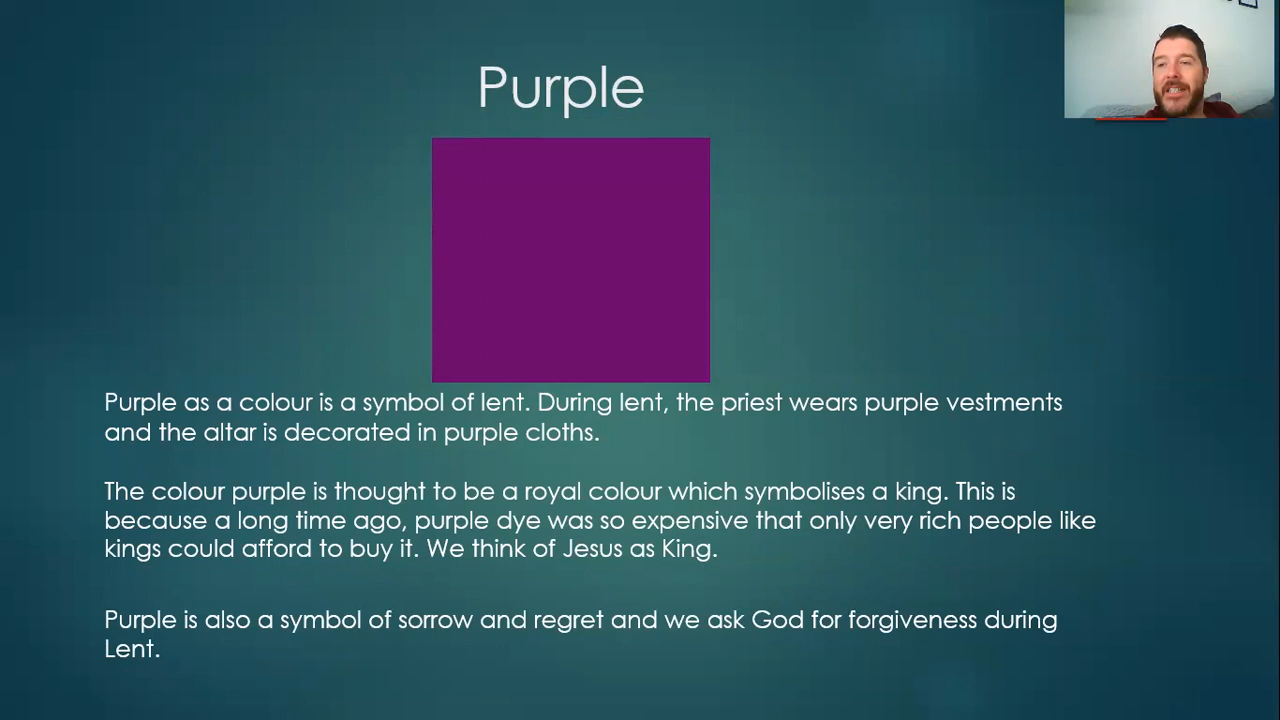 Purple
Purple as a colour is a symbol of lent. During lent, the priest wears purple vestments
and the altar is decorated in purple cloths.
The colour purple is thought to be a royal colour which symbolises a king. This is
because a long time ago, purple dye was so expensive that only very rich people like
kings could afford to buy it. We think of Jesus as King.
Purple is also a symbol of sorrow and regret and we ask God for forgiveness during
Lent.